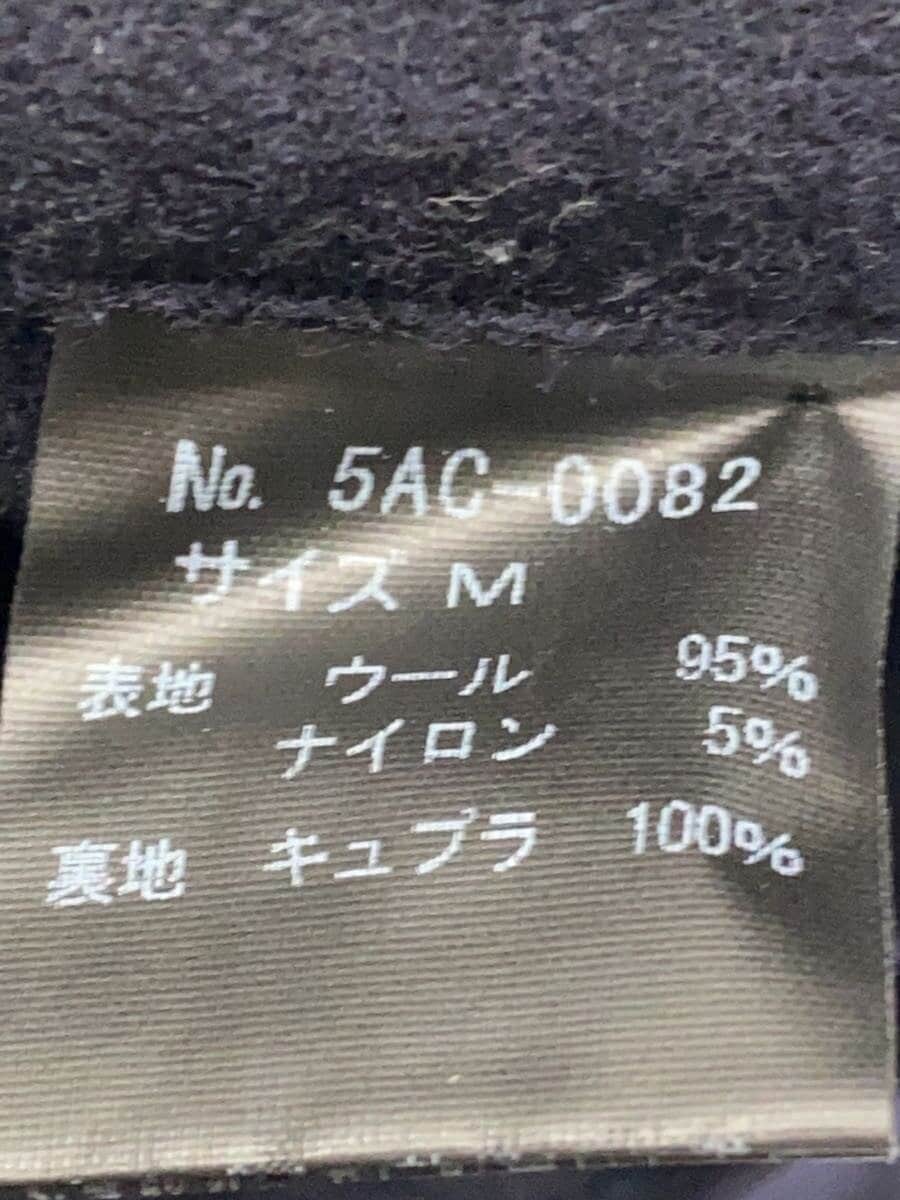 No. 5AC-0082
サイズ M
表地 ウール 95%
ナイロン 5%
裏地 キュプラ 100%